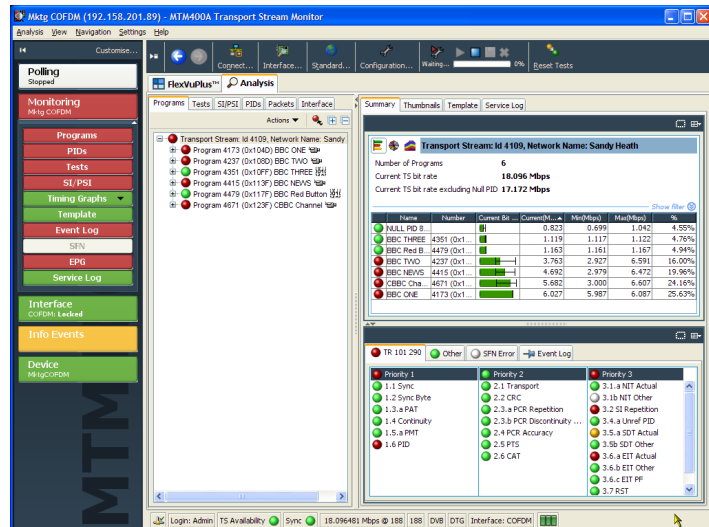 Mktg COFDM (192.158.201.89) - MTM400A Transport Stream Monitor
Analysis View Navigation Settings Help
Customise...
Connect... Interface... Standard... Configuration... Waiting... 0% Reset Tests
Polling
Stopped
Monitoring
Mktg COFDM
Programs
PIDs
Tests
SI/PSI
Timing Graphs
Template
Event Log
SFN
EPG
Service Log
Interface
COFDM: Locked
Info Events
Device
MktgCOFDM
MTM
FlexVuPlus™ Analysis
Programs Tests SI/PSI PIDs Packets Interface
Actions
Transport Stream: Id 4109, Network Name: Sandy
Program 4173 (0x104D) BBC ONE
Program 4237 (0x108D) BBC TWO
Program 4351 (0x10FF) BBC THREE
Program 4415 (0x113F) BBC NEWS
Program 4479 (0x117F) BBC Red Button
Program 4671 (0x123F) CBBC Channel
Summary Thumbnails Template Service Log
Transport Stream: Id 4109, Network Name: Sandy Heath
Number of Programs 6
Current TS bit rate 18.096 Mbps
Current TS bit rate excluding Null PID 17.172 Mbps
Show filter
Name Number Current Bit ... Current(M... Min(Mbps) Max(Mbps) %
NULL PID 8... 0.823 0.699 1.042 4.55%
BBC THREE 4351 (0x1... 1.119 1.117 1.122 4.76%
BBC Red B... 4479 (0x1... 1.163 1.161 1.167 4.94%
BBC TWO 4237 (0x1... 3.763 2.927 6.591 16.00%
BBC NEWS 4415 (0x1... 4.692 2.979 6.472 19.96%
CBBC Cha... 4671 (0x1... 5.682 3.000 6.607 24.16%
BBC ONE 4173 (0x1... 6.027 5.987 6.087 25.63%
TR 101 290 Other SFN Error Event Log
Priority 1
1.1 Sync
1.2 Sync Byte
1.3.a PAT
1.4 Continuity
1.5.a PMT
1.6 PID
Priority 2
2.1 Transport
2.2 CRC
2.3.a PCR Repetition
2.3.b PCR Discontinuity ...
2.4 PCR Accuracy
2.5 PTS
2.6 CAT
Priority 3
3.1.a NIT Actual
3.1b NIT Other
3.2 SI Repetition
3.4.a Unref PID
3.5.a SDT Actual
3.5b SDT Other
3.6.a EIT Actual
3.6.b EIT Other
3.6.c EIT PF
3.7 RST
Login: Admin TS Availability Sync 18.096481 Mbps @ 188 188 DVB DTG Interface: COFDM